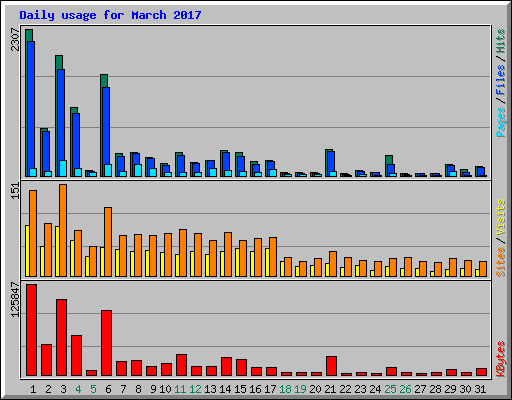 Daily usage for March 2017
2307
Pages / Files / Hits
151
Sites / Visits
125847
KBytes
1 2 3 4 5 6 7 8 9 10 11 12 13 14 15 16 17 18 19 20 21 22 23 24 25 26 27 28 29 30 31